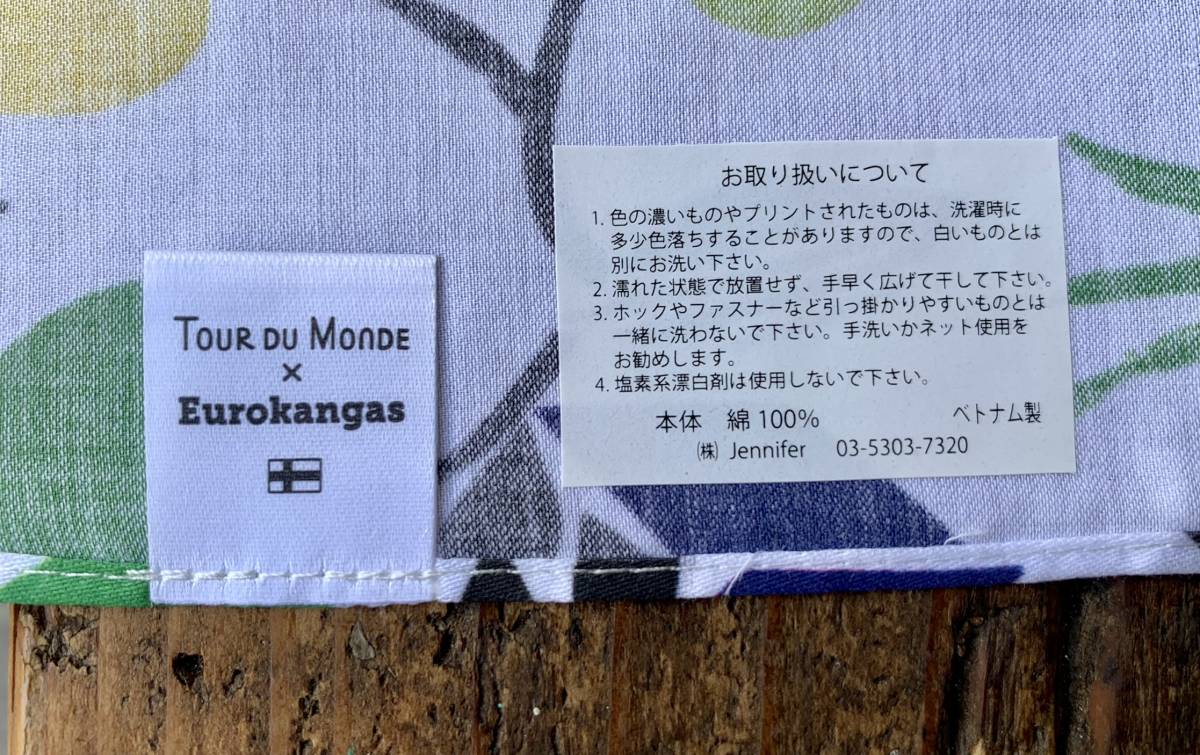 TOUR DU MONDE
×
Eurokangas
お取り扱いについて
1. 色の濃いものやプリントされたものは、洗濯時に
多少色落ちすることがありますので、白いものとは
別にお洗い下さい。
2. 濡れた状態で放置せず、手早く広げて干して下さい。
3. ホックやファスナーなど引っ掛かりやすいものとは
一緒に洗わないで下さい。手洗いかネット使用を
お勧めします。
4. 塩素系漂白剤は使用しないで下さい。
本体 綿 100% ベトナム製
㈱ Jennifer 03-5303-7320